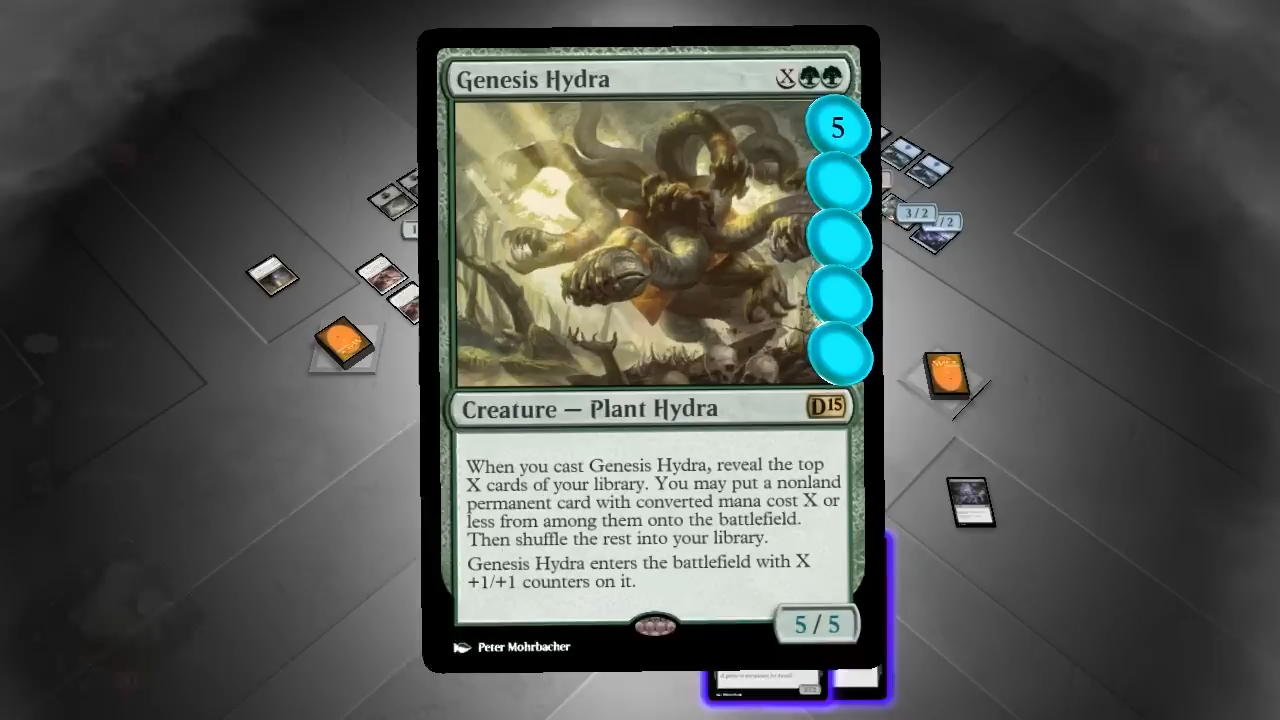 Genesis Hydra
X
5
3/2
/2
1
Creature — Plant Hydra
D15
When you cast Genesis Hydra, reveal the top
X cards of your library. You may put a nonland
permanent card with converted mana cost X or
less from among them onto the battlefield.
Then shuffle the rest into your library.
Genesis Hydra enters the battlefield with X
+1/+1 counters on it.
5/5
Peter Mohrbacher